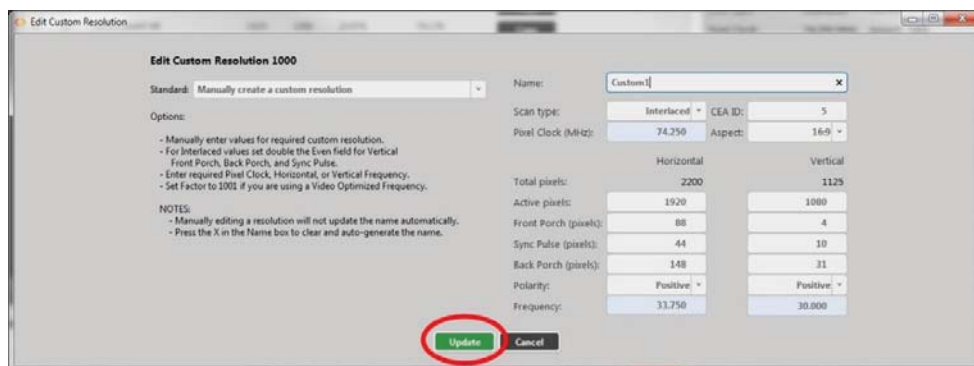 Edit Custom Resolution
Edit Custom Resolution 1000
Standard: Manually create a custom resolution
Options:
- Manually enter values for required custom resolution.
- For Interlaced values set double the Even field for Vertical
Front Porch, Back Porch, and Sync Pulse.
- Enter required Pixel Clock, Horizontal, or Vertical Frequency.
- Set Factor to 1001 if you are using a Video Optimized Frequency.
NOTES:
- Manually editing a resolution will not update the name automatically.
- Press the X in the Name box to clear and auto-generate the name.
Name: Custom1 x
Scan type: Interlaced CEA ID: 5
Pixel Clock (MHz): 74.250 Aspect: 16:9
Horizontal Vertical
Total pixels: 2200 1125
Active pixels: 1920 1080
Front Porch (pixels): 88 4
Sync Pulse (pixels): 44 10
Back Porch (pixels): 148 31
Polarity: Positive Positive
Frequency: 33.750 30.000
Update Cancel